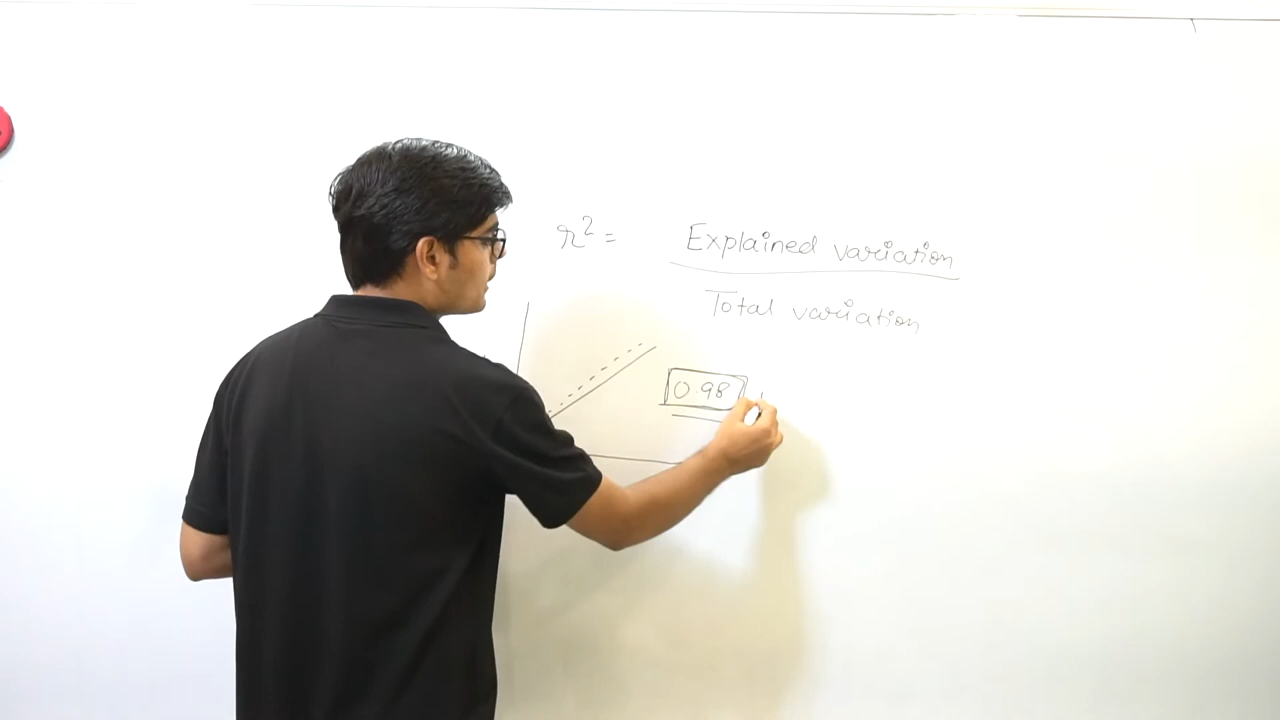 r² = Explained variation
Total variation
0.98